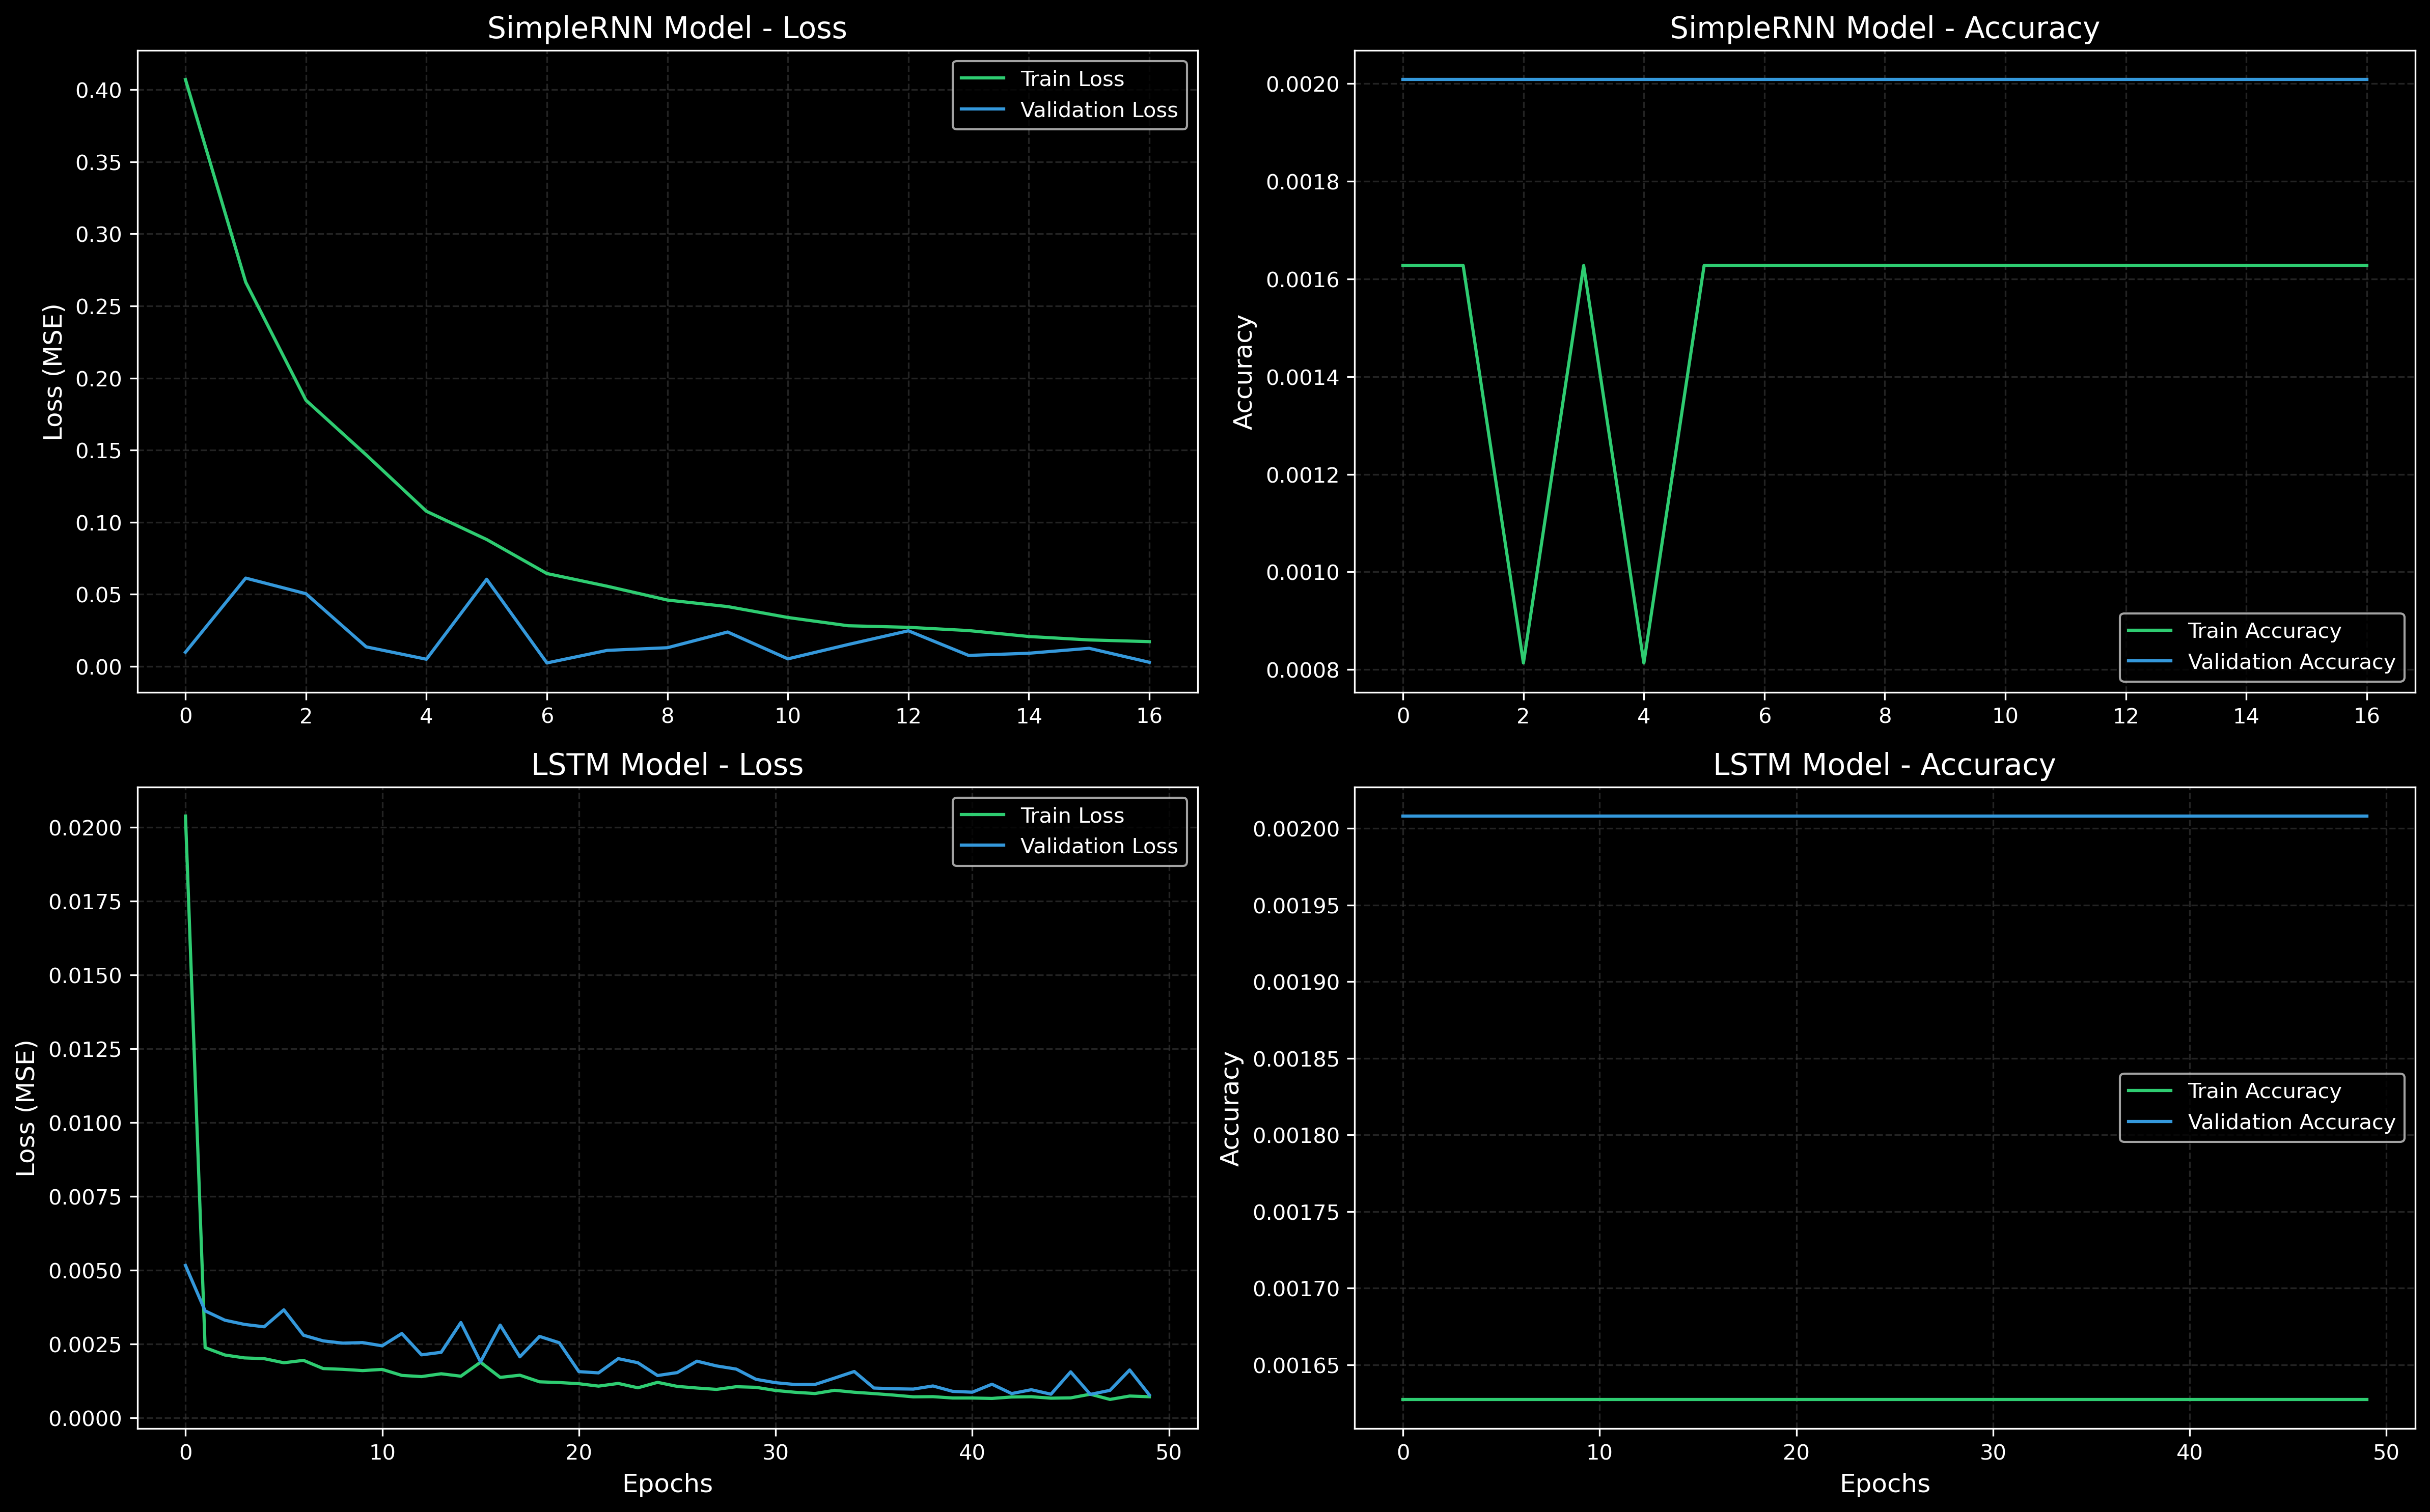 SimpleRNN Model - Loss
Loss (MSE)
0.40
0.35
0.30
0.25
0.20
0.15
0.10
0.05
0.00
0 2 4 6 8 10 12 14 16
Train Loss
Validation Loss
SimpleRNN Model - Accuracy
Accuracy
0.0020
0.0018
0.0016
0.0014
0.0012
0.0010
0.0008
0 2 4 6 8 10 12 14 16
Train Accuracy
Validation Accuracy
LSTM Model - Loss
Loss (MSE)
0.0200
0.0175
0.0150
0.0125
0.0100
0.0075
0.0050
0.0025
0.0000
0 10 20 30 40 50
Epochs
Train Loss
Validation Loss
LSTM Model - Accuracy
Accuracy
0.00200
0.00195
0.00190
0.00185
0.00180
0.00175
0.00170
0.00165
0 10 20 30 40 50
Epochs
Train Accuracy
Validation Accuracy